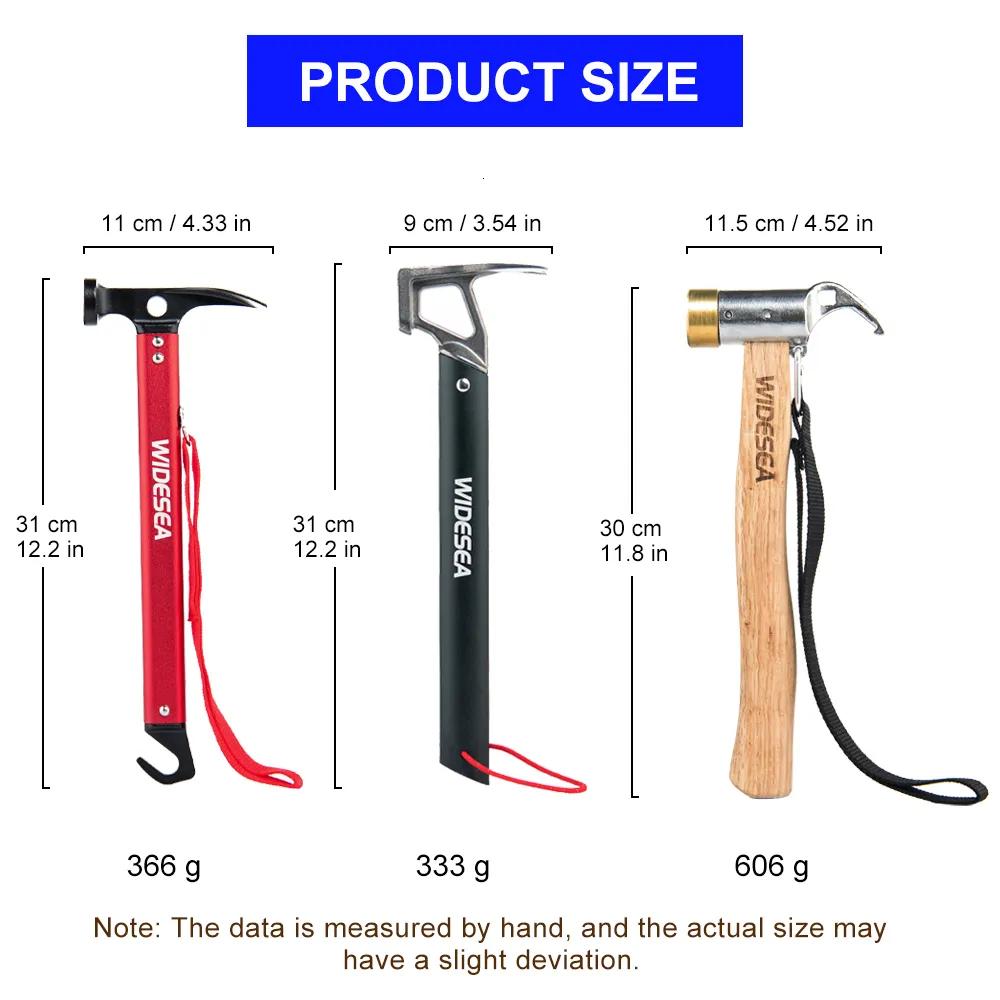 PRODUCT SIZE
11 cm / 4.33 in
9 cm / 3.54 in
11.5 cm / 4.52 in
31 cm
12.2 in
31 cm
12.2 in
30 cm
11.8 in
WIDESEA
WIDESEA
WIDESEA
366 g
333 g
606 g
Note: The data is measured by hand, and the actual size may
have a slight deviation.